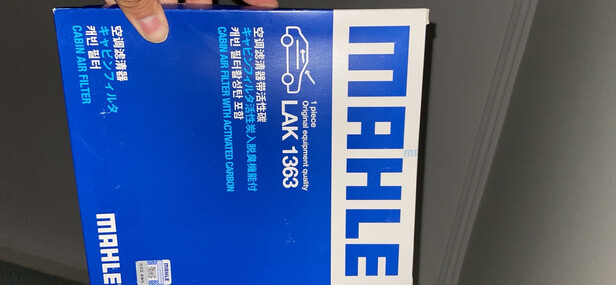 MAHLE
1 piece
Original equipment quality
LAK 1363
空调滤清器带活性碳
キャビンフィルタ活性炭入脱臭機能付
캐빈 필터활성탄 포함
CABIN AIR FILTER WITH ACTIVATED CARBON
空调滤清器
キャビンフィルタ
캐빈 필터
CABIN AIR FILTER
MAHLE
MAHLE